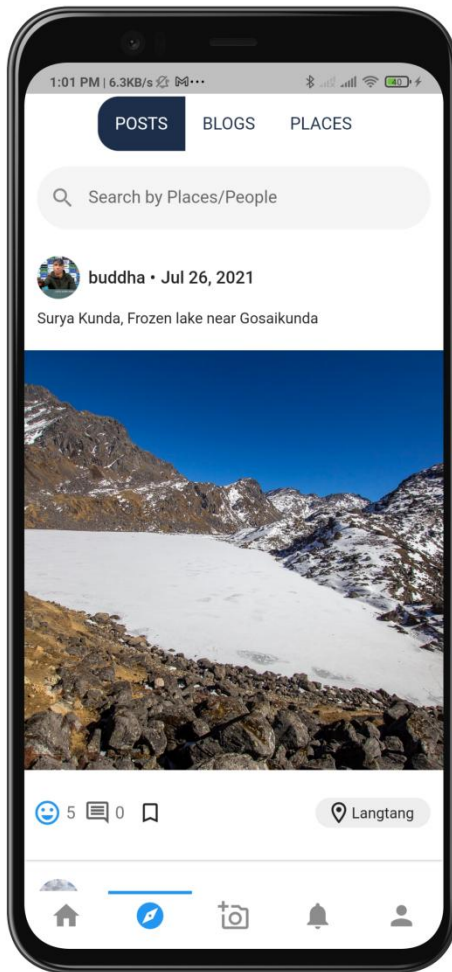 1:01 PM | 6.3KB/s
40
POSTS BLOGS PLACES
Search by Places/People
buddha • Jul 26, 2021
Surya Kunda, Frozen lake near Gosaikunda
5 0 Langtang